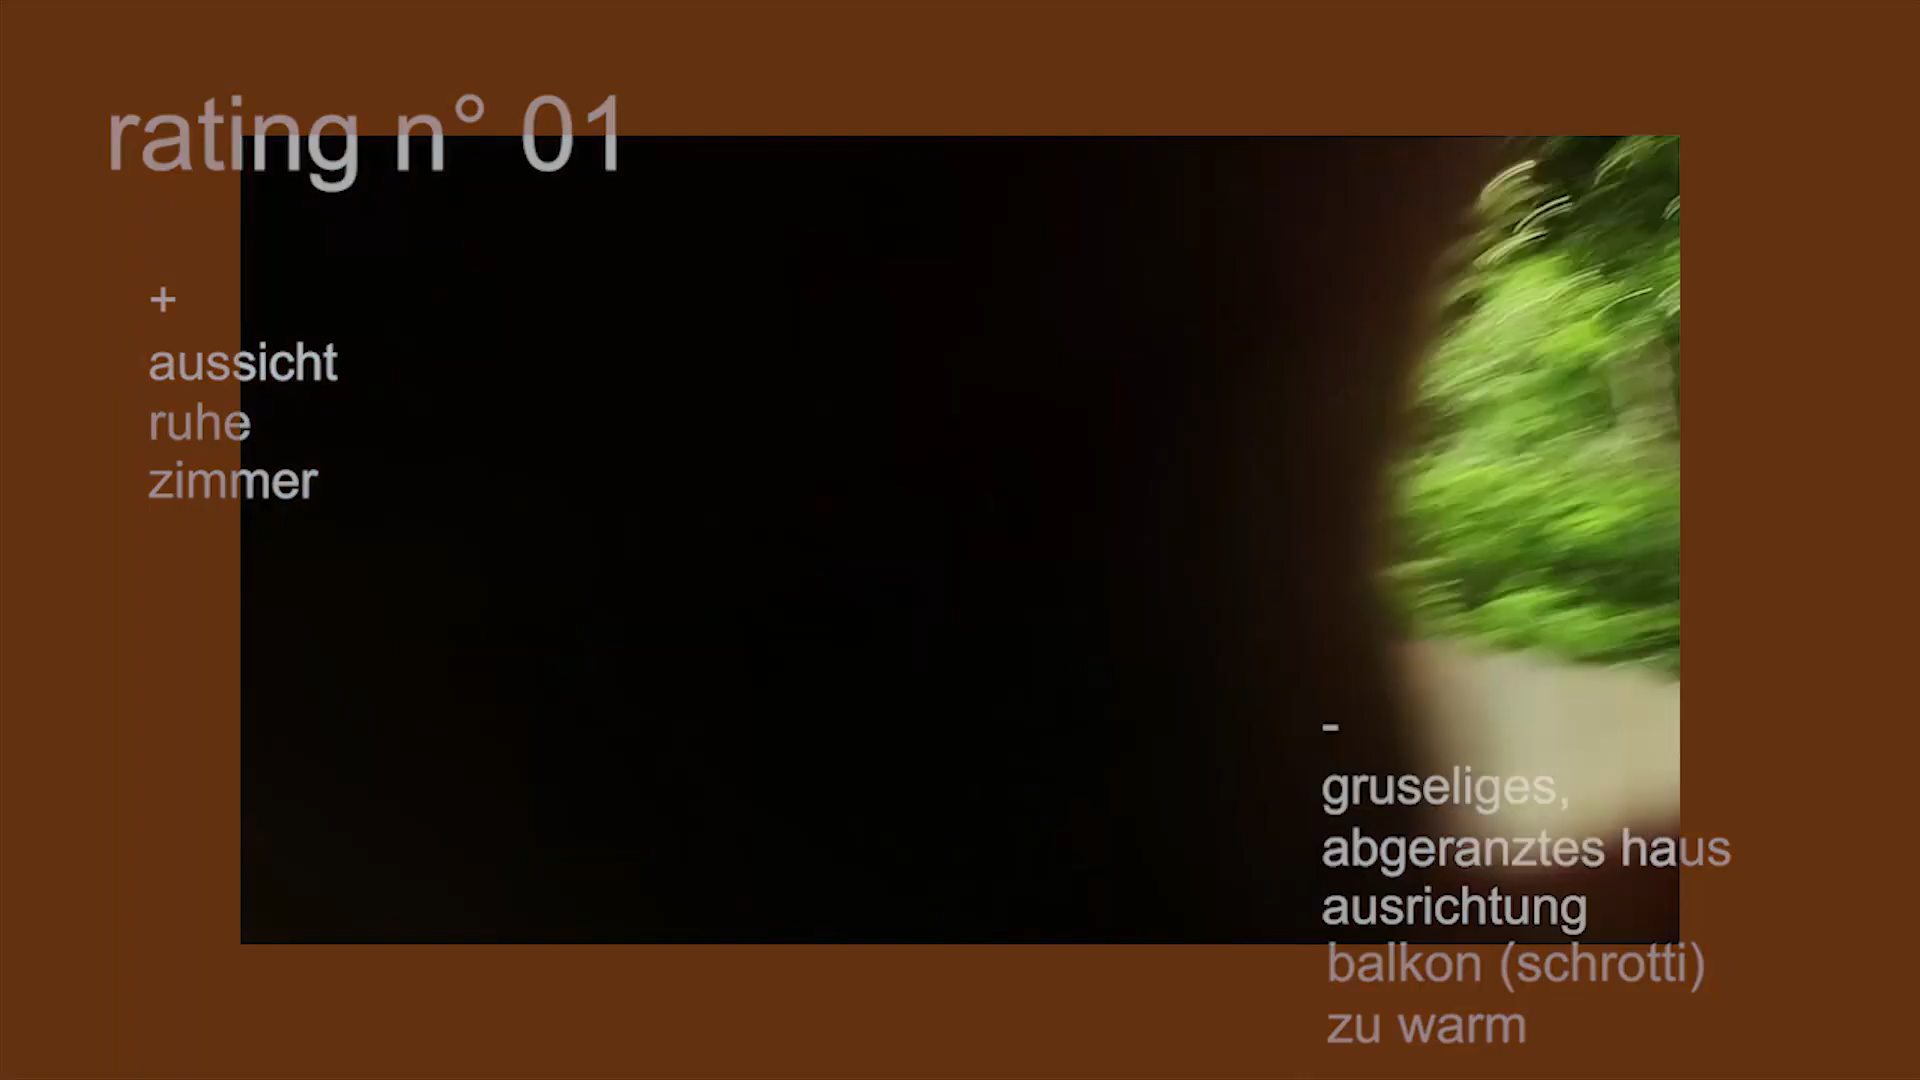 rating n° 01
+
aussicht
ruhe
zimmer
-
gruseliges,
abgeranztes haus
ausrichtung
balkon (schrotti)
zu warm